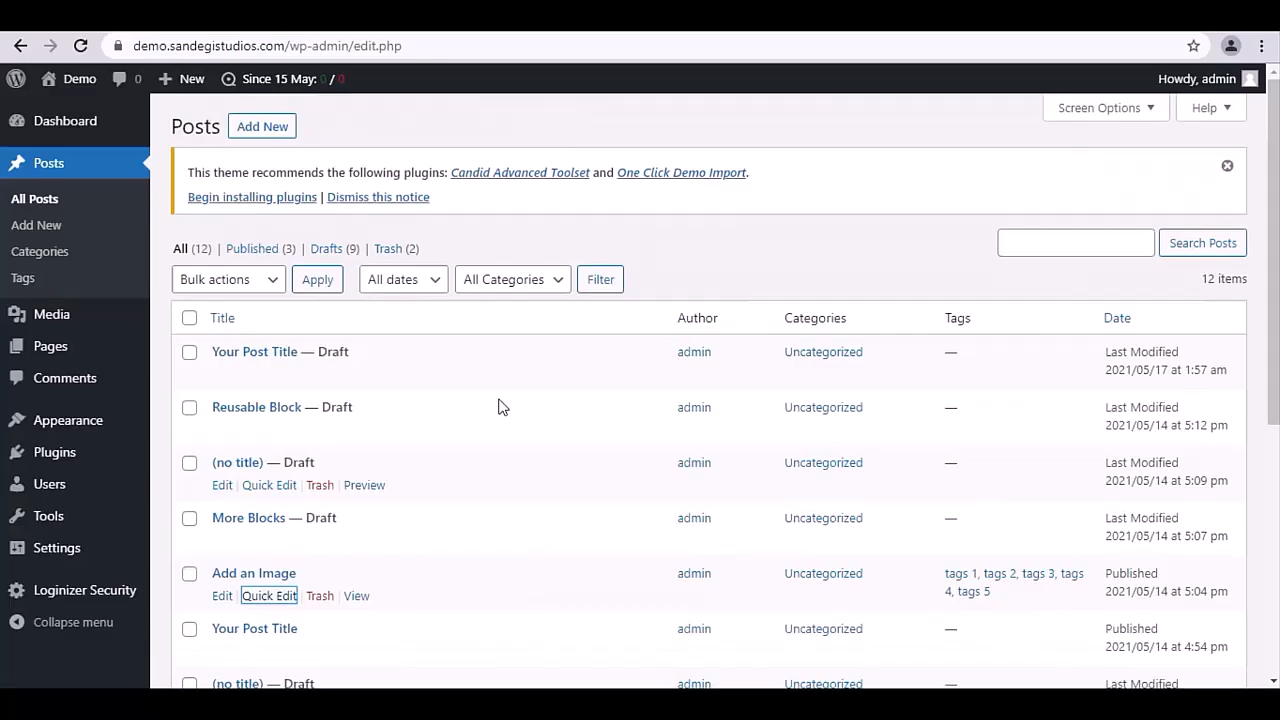 demo.sandegistudios.com/wp-admin/edit.php
Demo 0 New Since 15 May: 0 / 0 Howdy, admin
Dashboard
Posts
All Posts
Add New
Categories
Tags
Media
Pages
Comments
Appearance
Plugins
Users
Tools
Settings
Loginizer Security
Collapse menu
Screen Options Help
Posts Add New
This theme recommends the following plugins: Candid Advanced Toolset and One Click Demo Import.
Begin installing plugins | Dismiss this notice
All (12) | Published (3) | Drafts (9) | Trash (2)
Search Posts
Bulk actions Apply All dates All Categories Filter 12 items
Title Author Categories Tags Date
Your Post Title — Draft admin Uncategorized — Last Modified
2021/05/17 at 1:57 am
Reusable Block — Draft admin Uncategorized — Last Modified
2021/05/14 at 5:12 pm
(no title) — Draft admin Uncategorized — Last Modified
Edit | Quick Edit | Trash | Preview 2021/05/14 at 5:09 pm
More Blocks — Draft admin Uncategorized — Last Modified
2021/05/14 at 5:07 pm
Add an Image admin Uncategorized tags 1, tags 2, tags 3, tags Published
Edit | Quick Edit | Trash | View 4, tags 5 2021/05/14 at 5:04 pm
Your Post Title admin Uncategorized — Published
2021/05/14 at 4:54 pm
(no title) — Draft admin Uncategorized — Last Modified